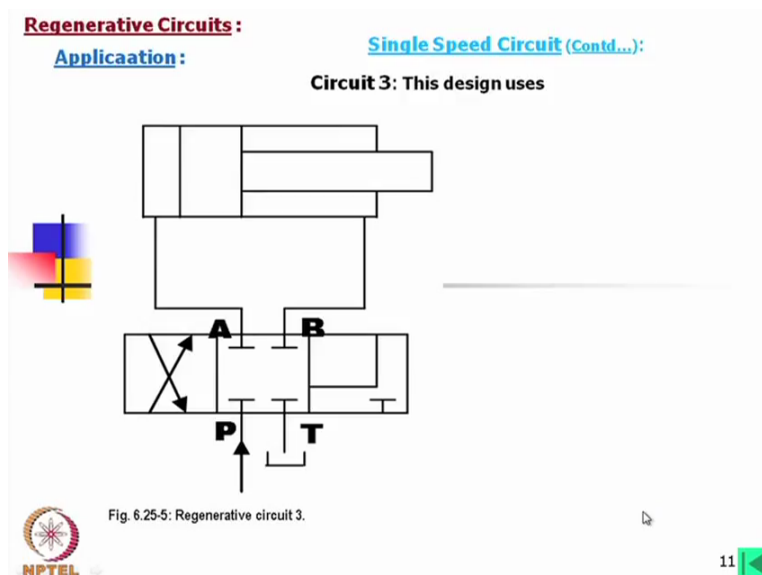 Regenerative Circuits :
Applicaation :
Single Speed Circuit (Contd...):
Circuit 3: This design uses
A B
P T
Fig. 6.25-5: Regenerative circuit 3.
NPTEL
11